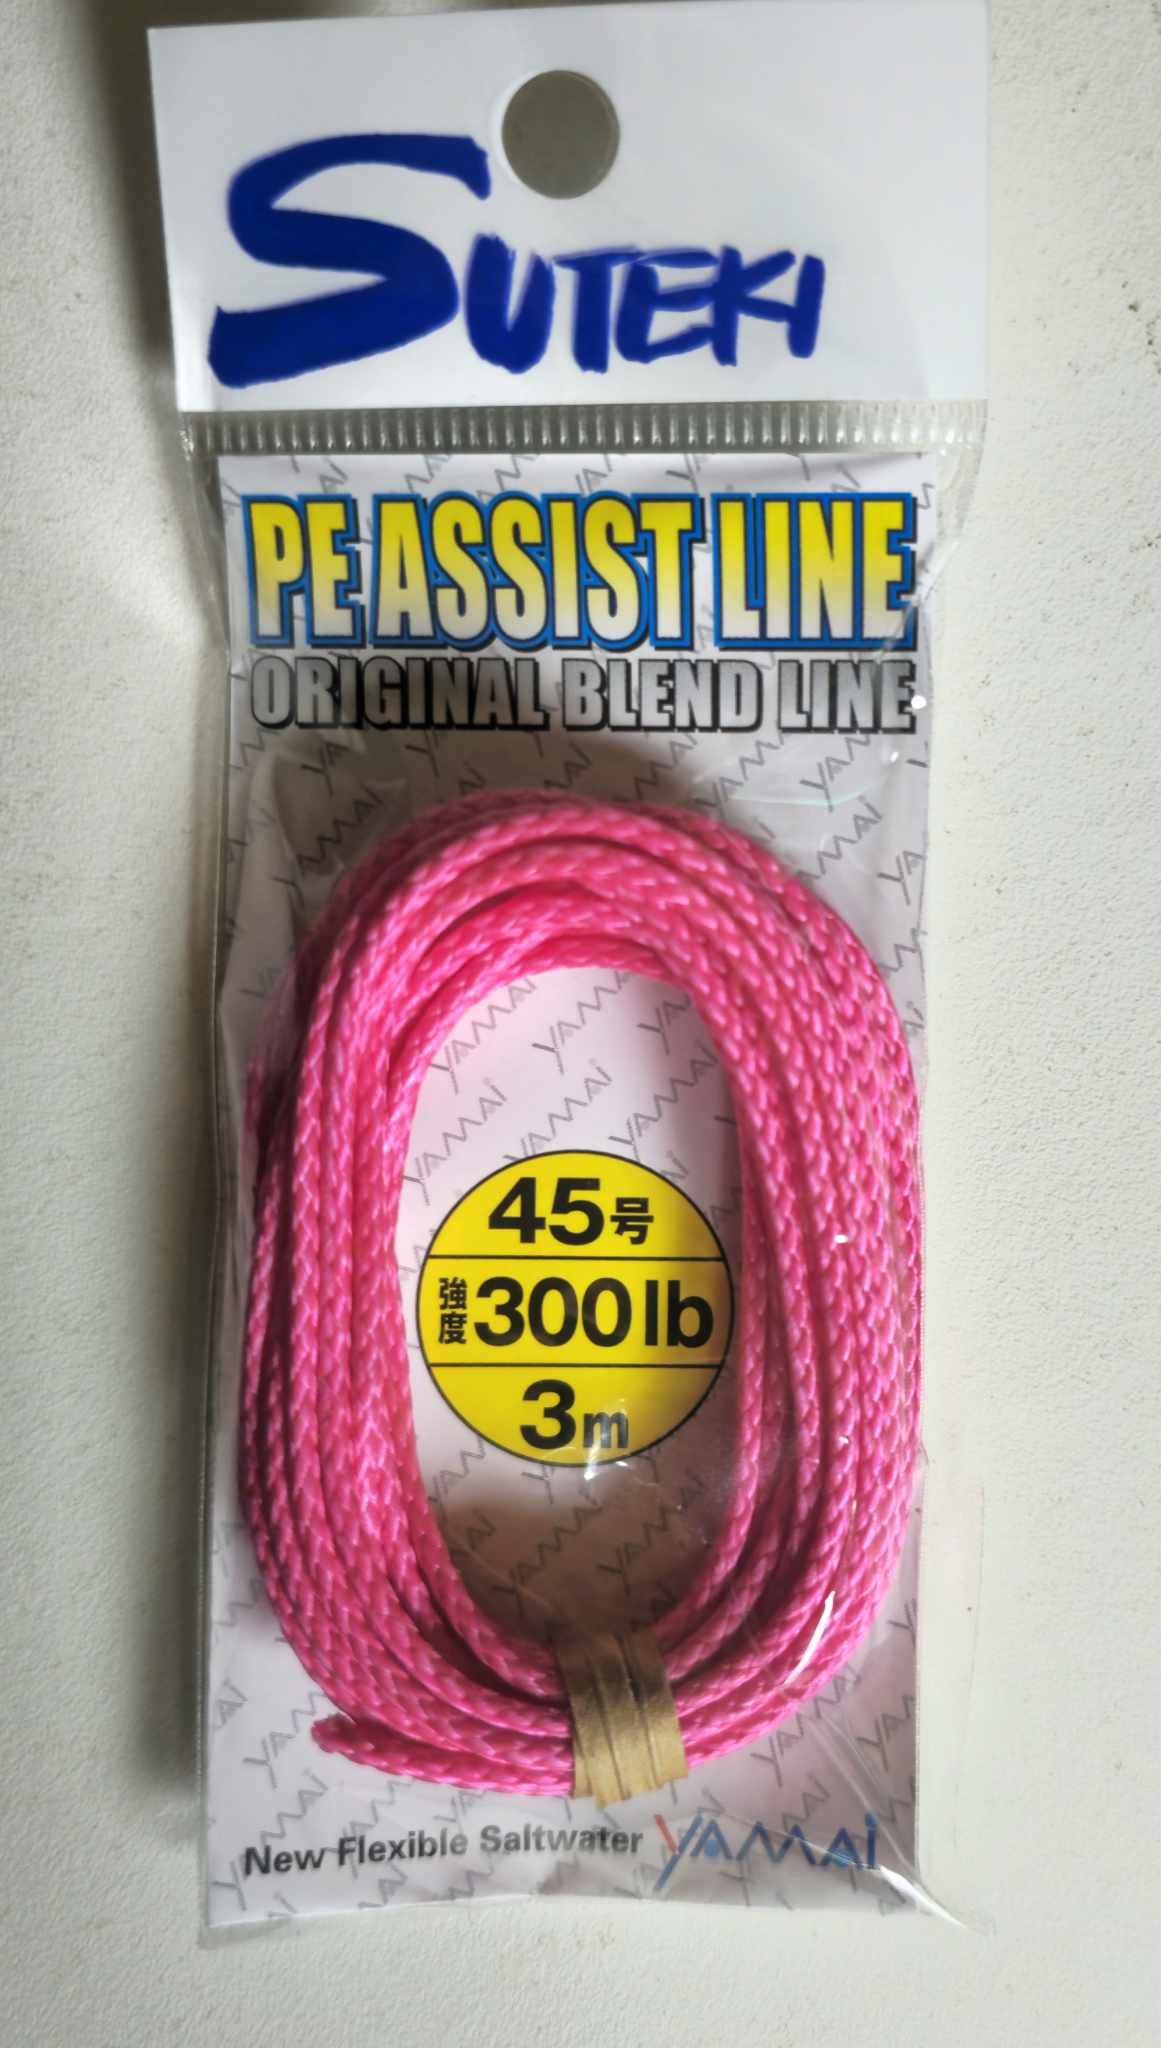 SUTEKI
PE ASSIST LINE
ORIGINAL BLEND LINE
45号
強度 300lb
3m
New Flexible Saltwater YAMAi